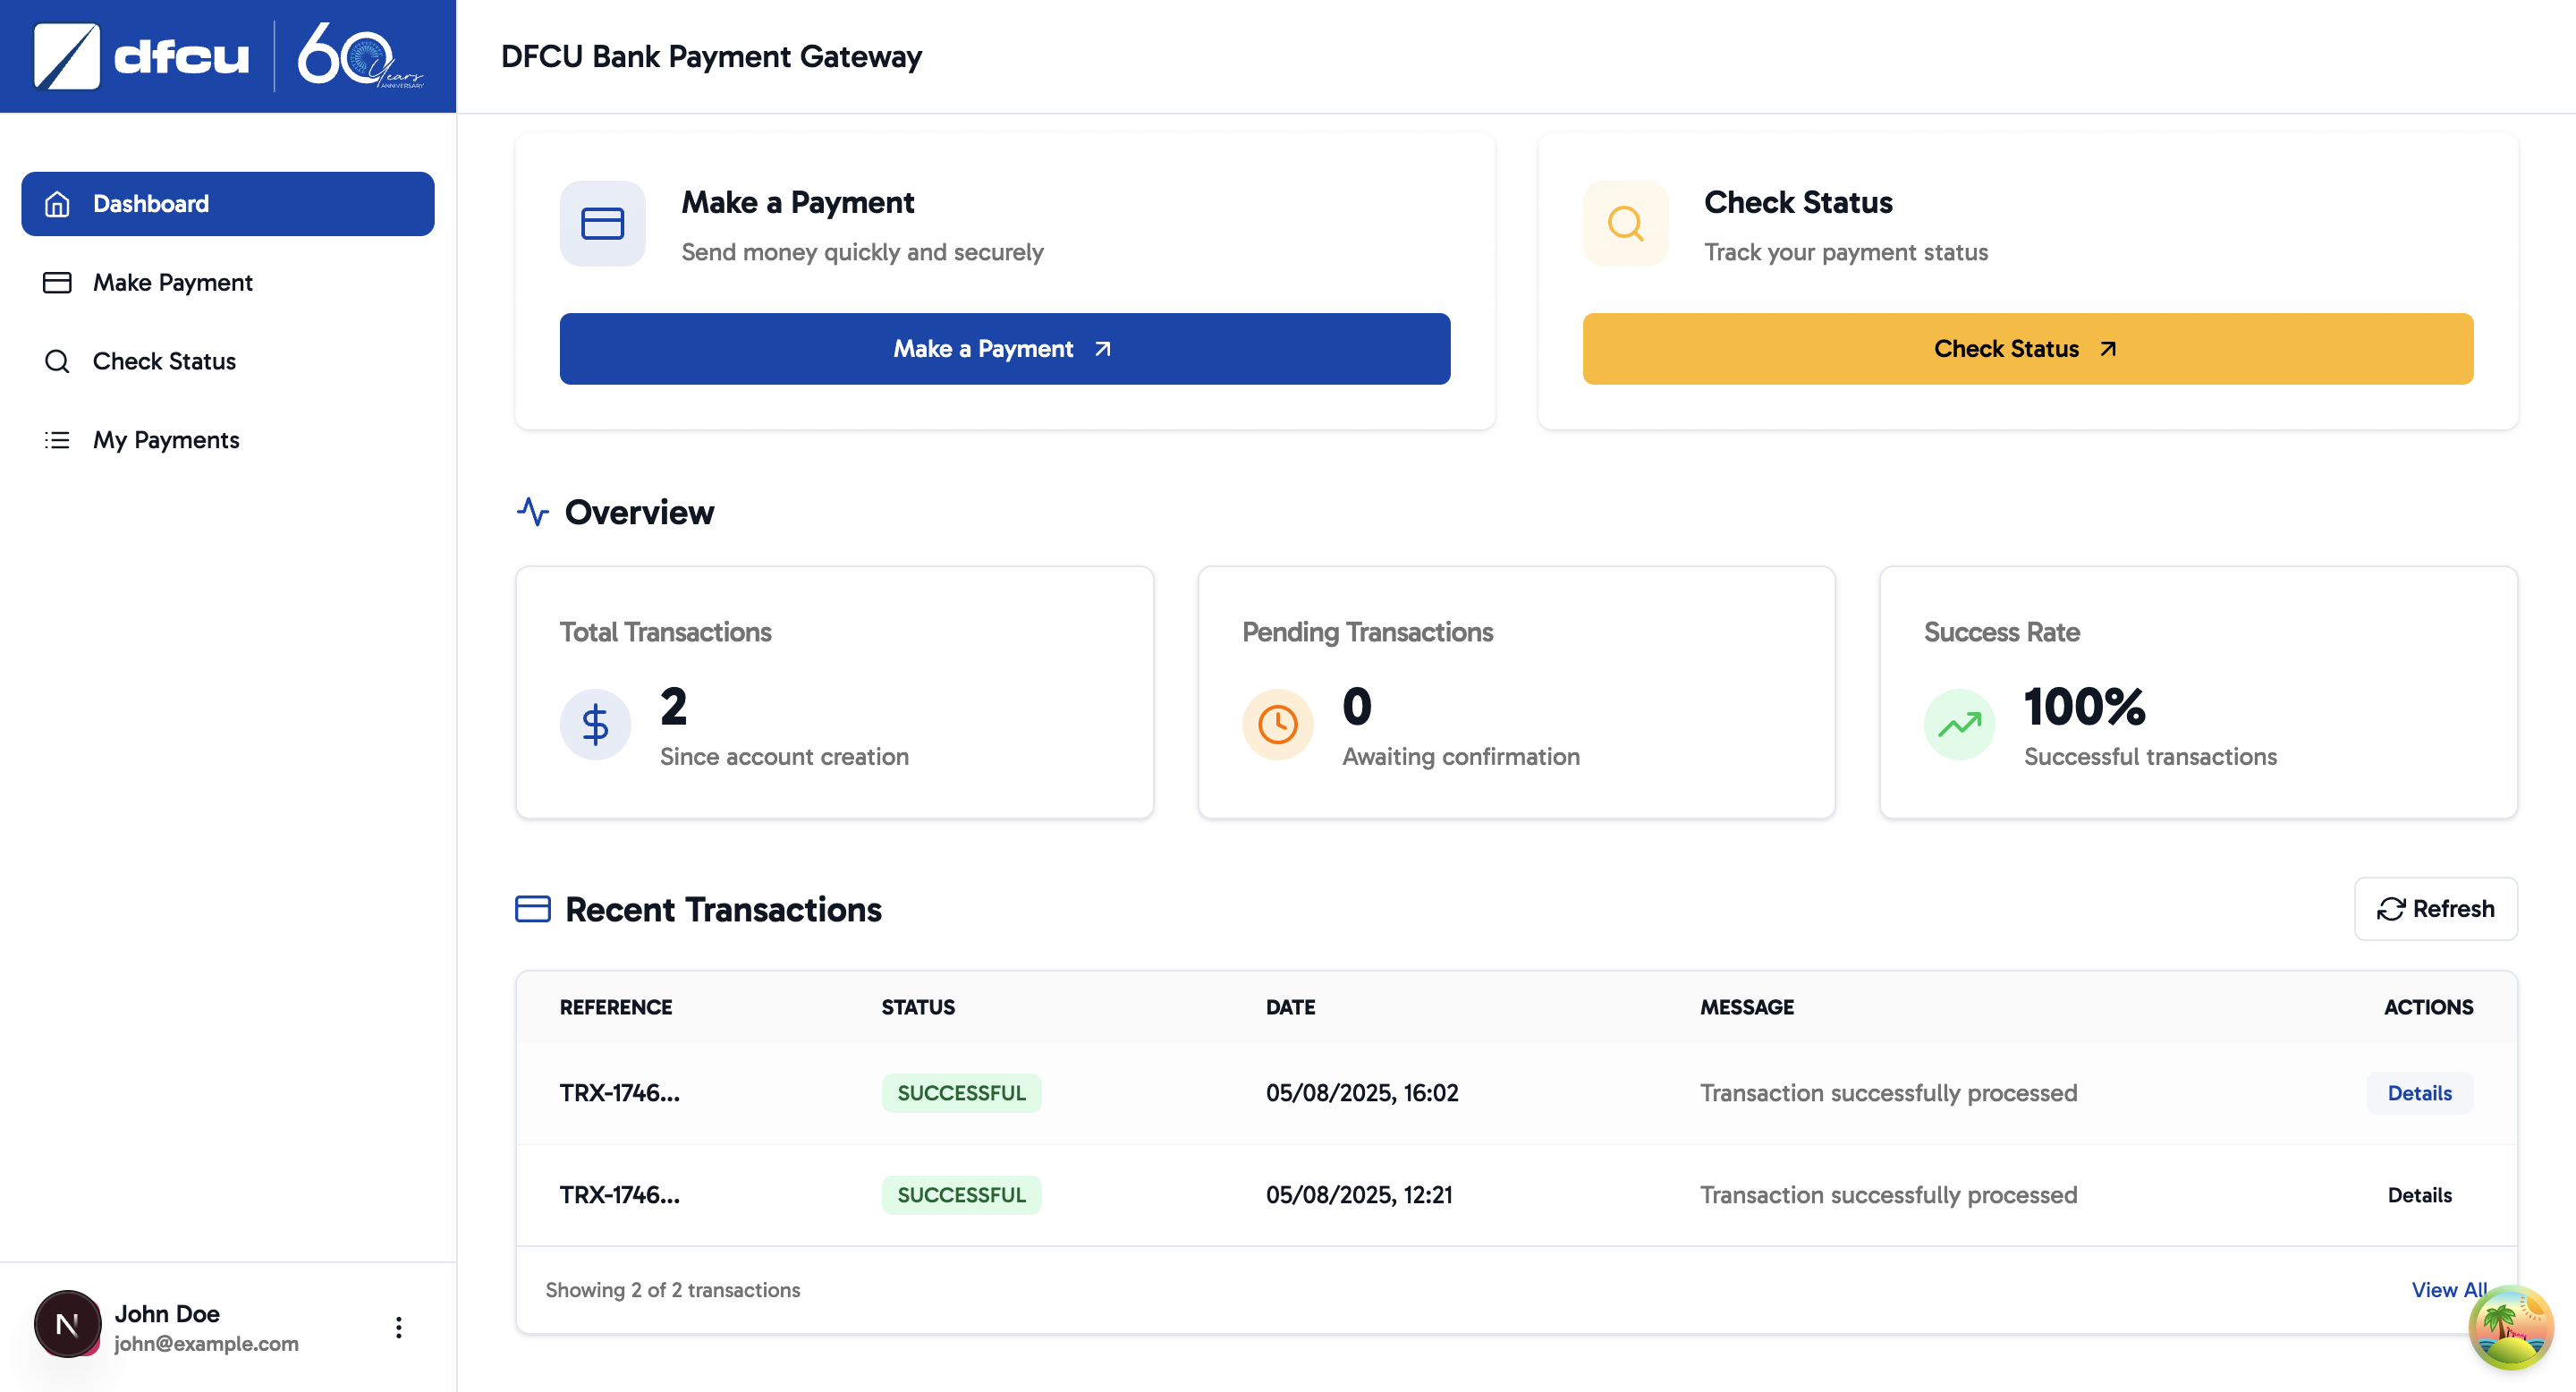 dfcu
60
Years
ANNIVERSARY
DFCU Bank Payment Gateway
Dashboard
Make Payment
Check Status
My Payments
Make a Payment
Send money quickly and securely
Make a Payment
Check Status
Track your payment status
Check Status
Overview
Total Transactions
2
Since account creation
Pending Transactions
0
Awaiting confirmation
Success Rate
100%
Successful transactions
Recent Transactions
Refresh
REFERENCE STATUS DATE MESSAGE ACTIONS
TRX-1746... SUCCESSFUL 05/08/2025, 16:02 Transaction successfully processed Details
TRX-1746... SUCCESSFUL 05/08/2025, 12:21 Transaction successfully processed Details
Showing 2 of 2 transactions
View All
N
John Doe
john@example.com